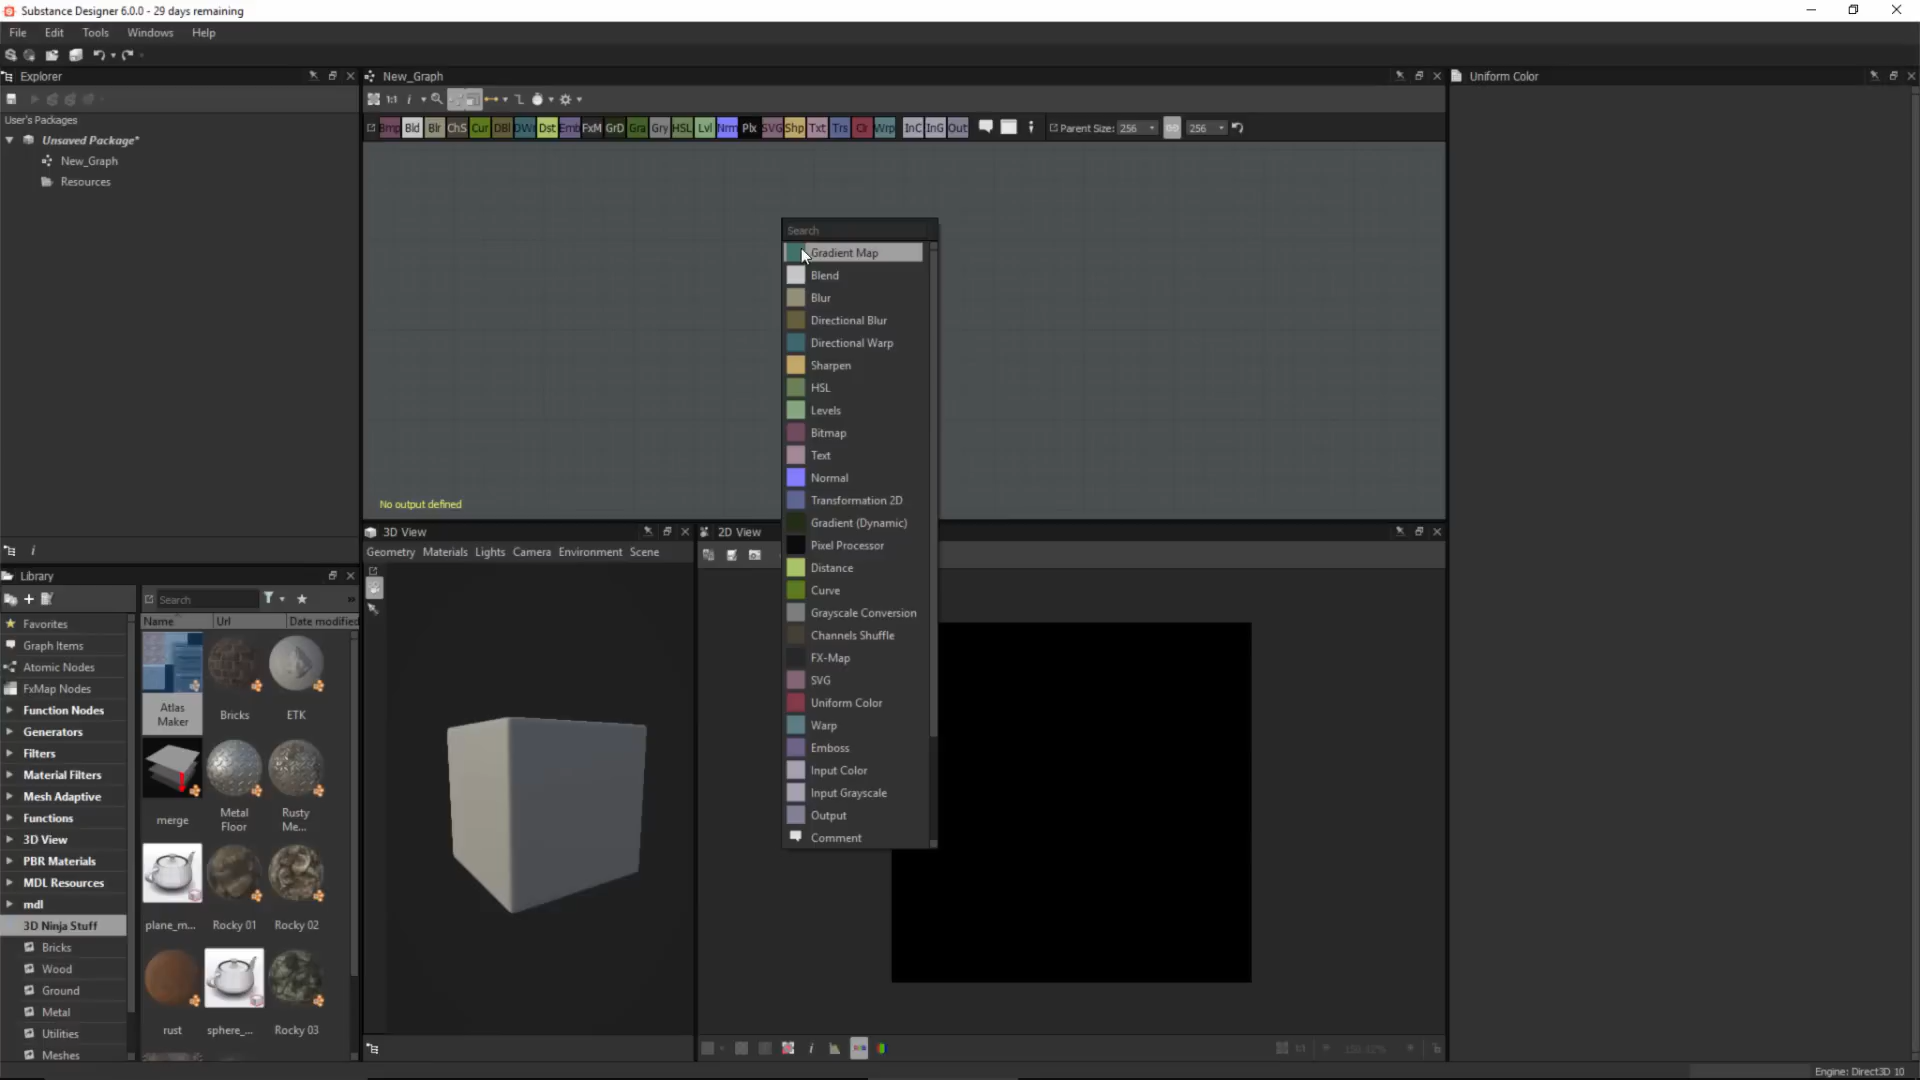 Substance Designer 6.0.0 - 29 days remaining
File Edit Tools Windows Help
Explorer
New_Graph
Uniform Color
1:1
User's Packages
Bmp Bld Blr ChS Cur DBl DWr Dst Emb FxM GrD Gra Gry HSL Lvl Nrm Plx SVG Shp Txt Trs Clr Wrp InC InG Out Parent Size: 256 256
Unsaved Package*
New_Graph
Resources
Search
Gradient Map
Blend
Blur
Directional Blur
Directional Warp
Sharpen
HSL
Levels
Bitmap
Text
Normal
Transformation 2D
Gradient (Dynamic)
Pixel Processor
Distance
Curve
Grayscale Conversion
Channels Shuffle
FX-Map
SVG
Uniform Color
Warp
Emboss
Input Color
Input Grayscale
Output
Comment
No output defined
3D View
2D View
Geometry Materials Lights Camera Environment Scene
Library
Search
Name Url Date modified
Favorites
Graph Items
Atomic Nodes
FxMap Nodes
Function Nodes
Generators
Filters
Material Filters
Mesh Adaptive
Functions
3D View
PBR Materials
MDL Resources
mdl
3D Ninja Stuff
Bricks
Wood
Ground
Metal
Utilities
Meshes
Atlas Maker
Bricks
ETK
merge
Metal Floor
Rusty Me...
plane_m...
Rocky 01
Rocky 02
rust
sphere_...
Rocky 03
1:1
Engine: Direct3D 10